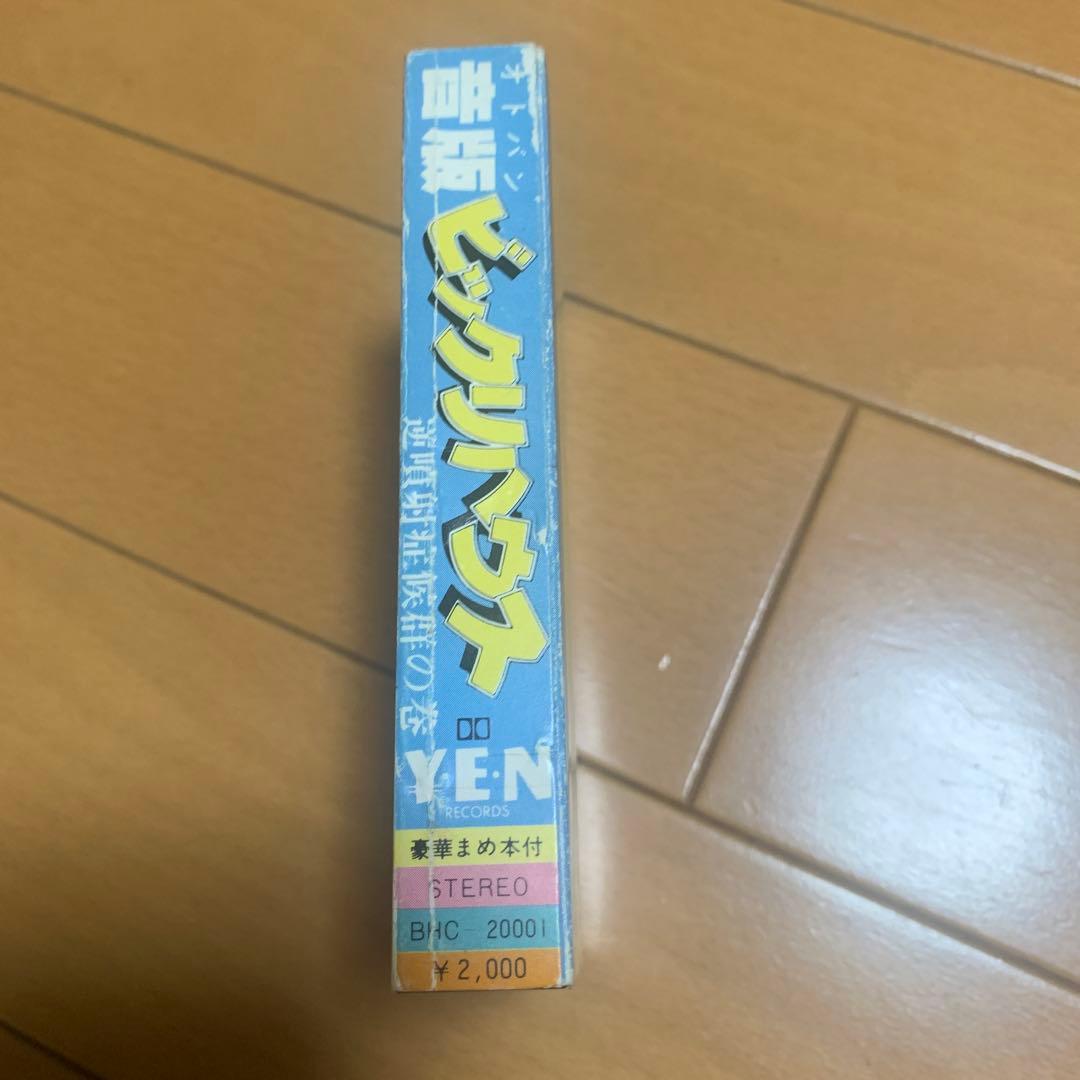 オトバン
音版
ビックリハウス
逆噴射症候群の巻
YE·N
RECORDS
豪華まめ本付
STEREO
BHC-20001
¥2,000